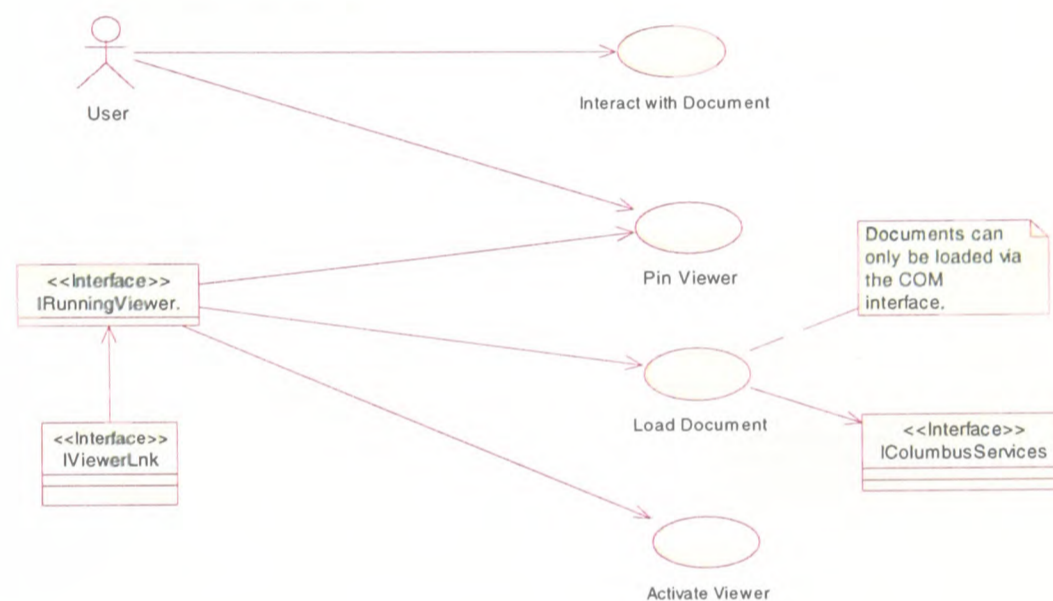 User
Interact with Document
Pin Viewer
Documents can
only be loaded via
the COM
interface.
<<Interface>>
IRunningViewer.
Load Document
<<Interface>>
IViewerLnk
<<Interface>>
IColumbusServices
Activate Viewer